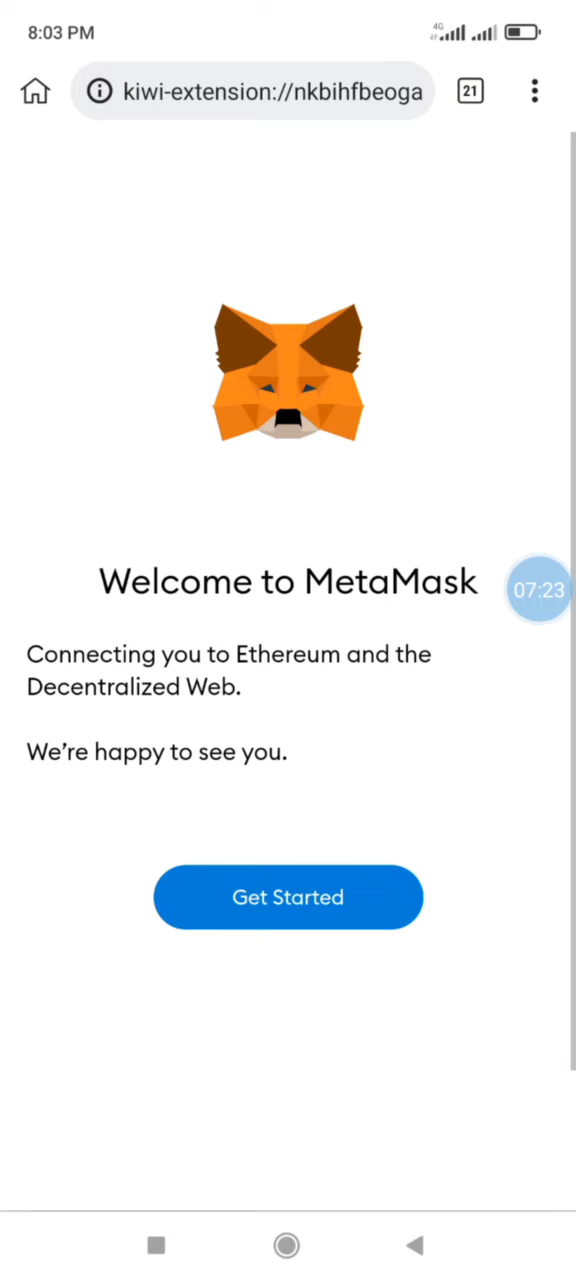 8:03 PM
4G
kiwi-extension://nkbihfbeoga
21
Welcome to MetaMask
07:23
Connecting you to Ethereum and the
Decentralized Web.
We're happy to see you.
Get Started